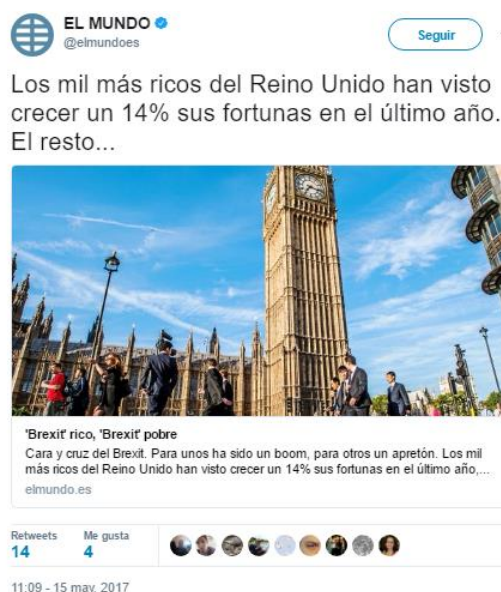 EL MUNDO
@elmundoes
Seguir
Los mil más ricos del Reino Unido han visto
crecer un 14% sus fortunas en el último año.
El resto...
'Brexit' rico, 'Brexit' pobre
Cara y cruz del Brexit. Para unos ha sido un boom, para otros un apretón. Los mil
más ricos del Reino Unido han visto crecer un 14% sus fortunas en el último año,...
elmundo.es
Retweets Me gusta
14 4
11:09 - 15 may. 2017